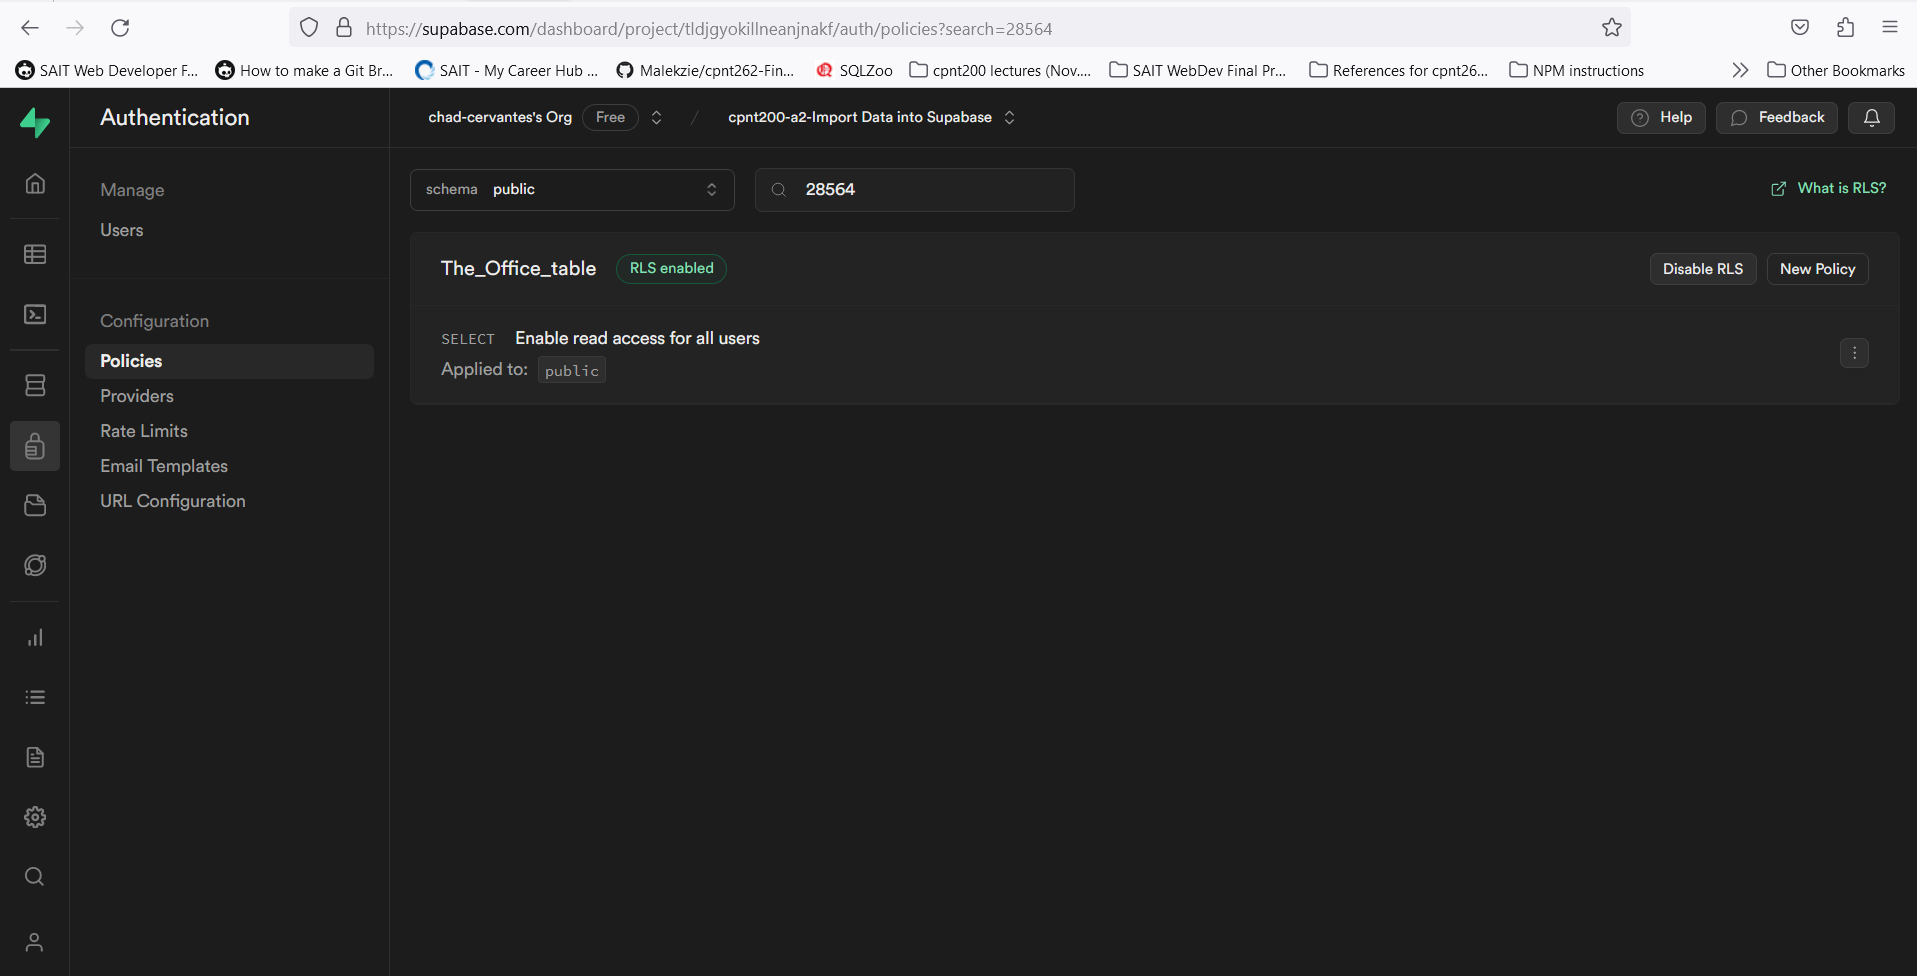 https://supabase.com/dashboard/project/tldjgyokillneanjnakf/auth/policies?search=28564
SAIT Web Developer F... How to make a Git Br... SAIT - My Career Hub ... Malekzie/cpnt262-Fin... SQLZoo cpnt200 lectures (Nov.... SAIT WebDev Final Pr... References for cpnt26... NPM instructions Other Bookmarks
Authentication chad-cervantes's Org Free / cpnt200-a2-Import Data into Supabase Help Feedback
Manage
Users
Configuration
Policies
Providers
Rate Limits
Email Templates
URL Configuration
schema public 28564 What is RLS?
The_Office_table RLS enabled Disable RLS New Policy
SELECT Enable read access for all users
Applied to: public